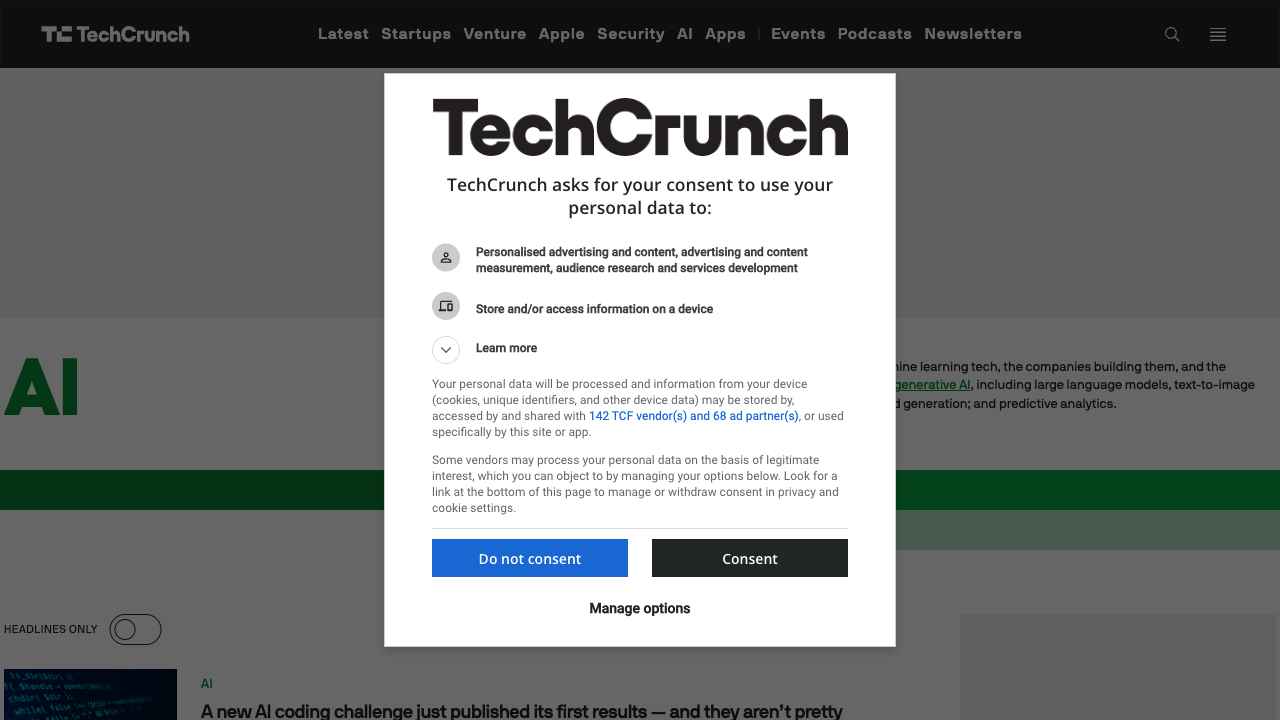 TechCrunch
Latest Startups Venture Apple Security AI Apps | Events Podcasts Newsletters
TechCrunch
TechCrunch asks for your consent to use your
personal data to:
Personalised advertising and content, advertising and content
measurement, audience research and services development
Store and/or access information on a device
Learn more
Your personal data will be processed and information from your device
(cookies, unique identifiers, and other device data) may be stored by,
accessed by and shared with 142 TCF vendor(s) and 68 ad partner(s), or used
specifically by this site or app.
Some vendors may process your personal data on the basis of legitimate
interest, which you can object to by managing your options below. Look for a
link at the bottom of this page to manage or withdraw consent in privacy and
cookie settings.
Do not consent
Consent
Manage options
AI
learning tech, the companies building them, and the
generative AI, including large language models, text-to-image
generation; and predictive analytics.
HEADLINES ONLY
AI
A new AI coding challenge just published its first results — and they aren't pretty